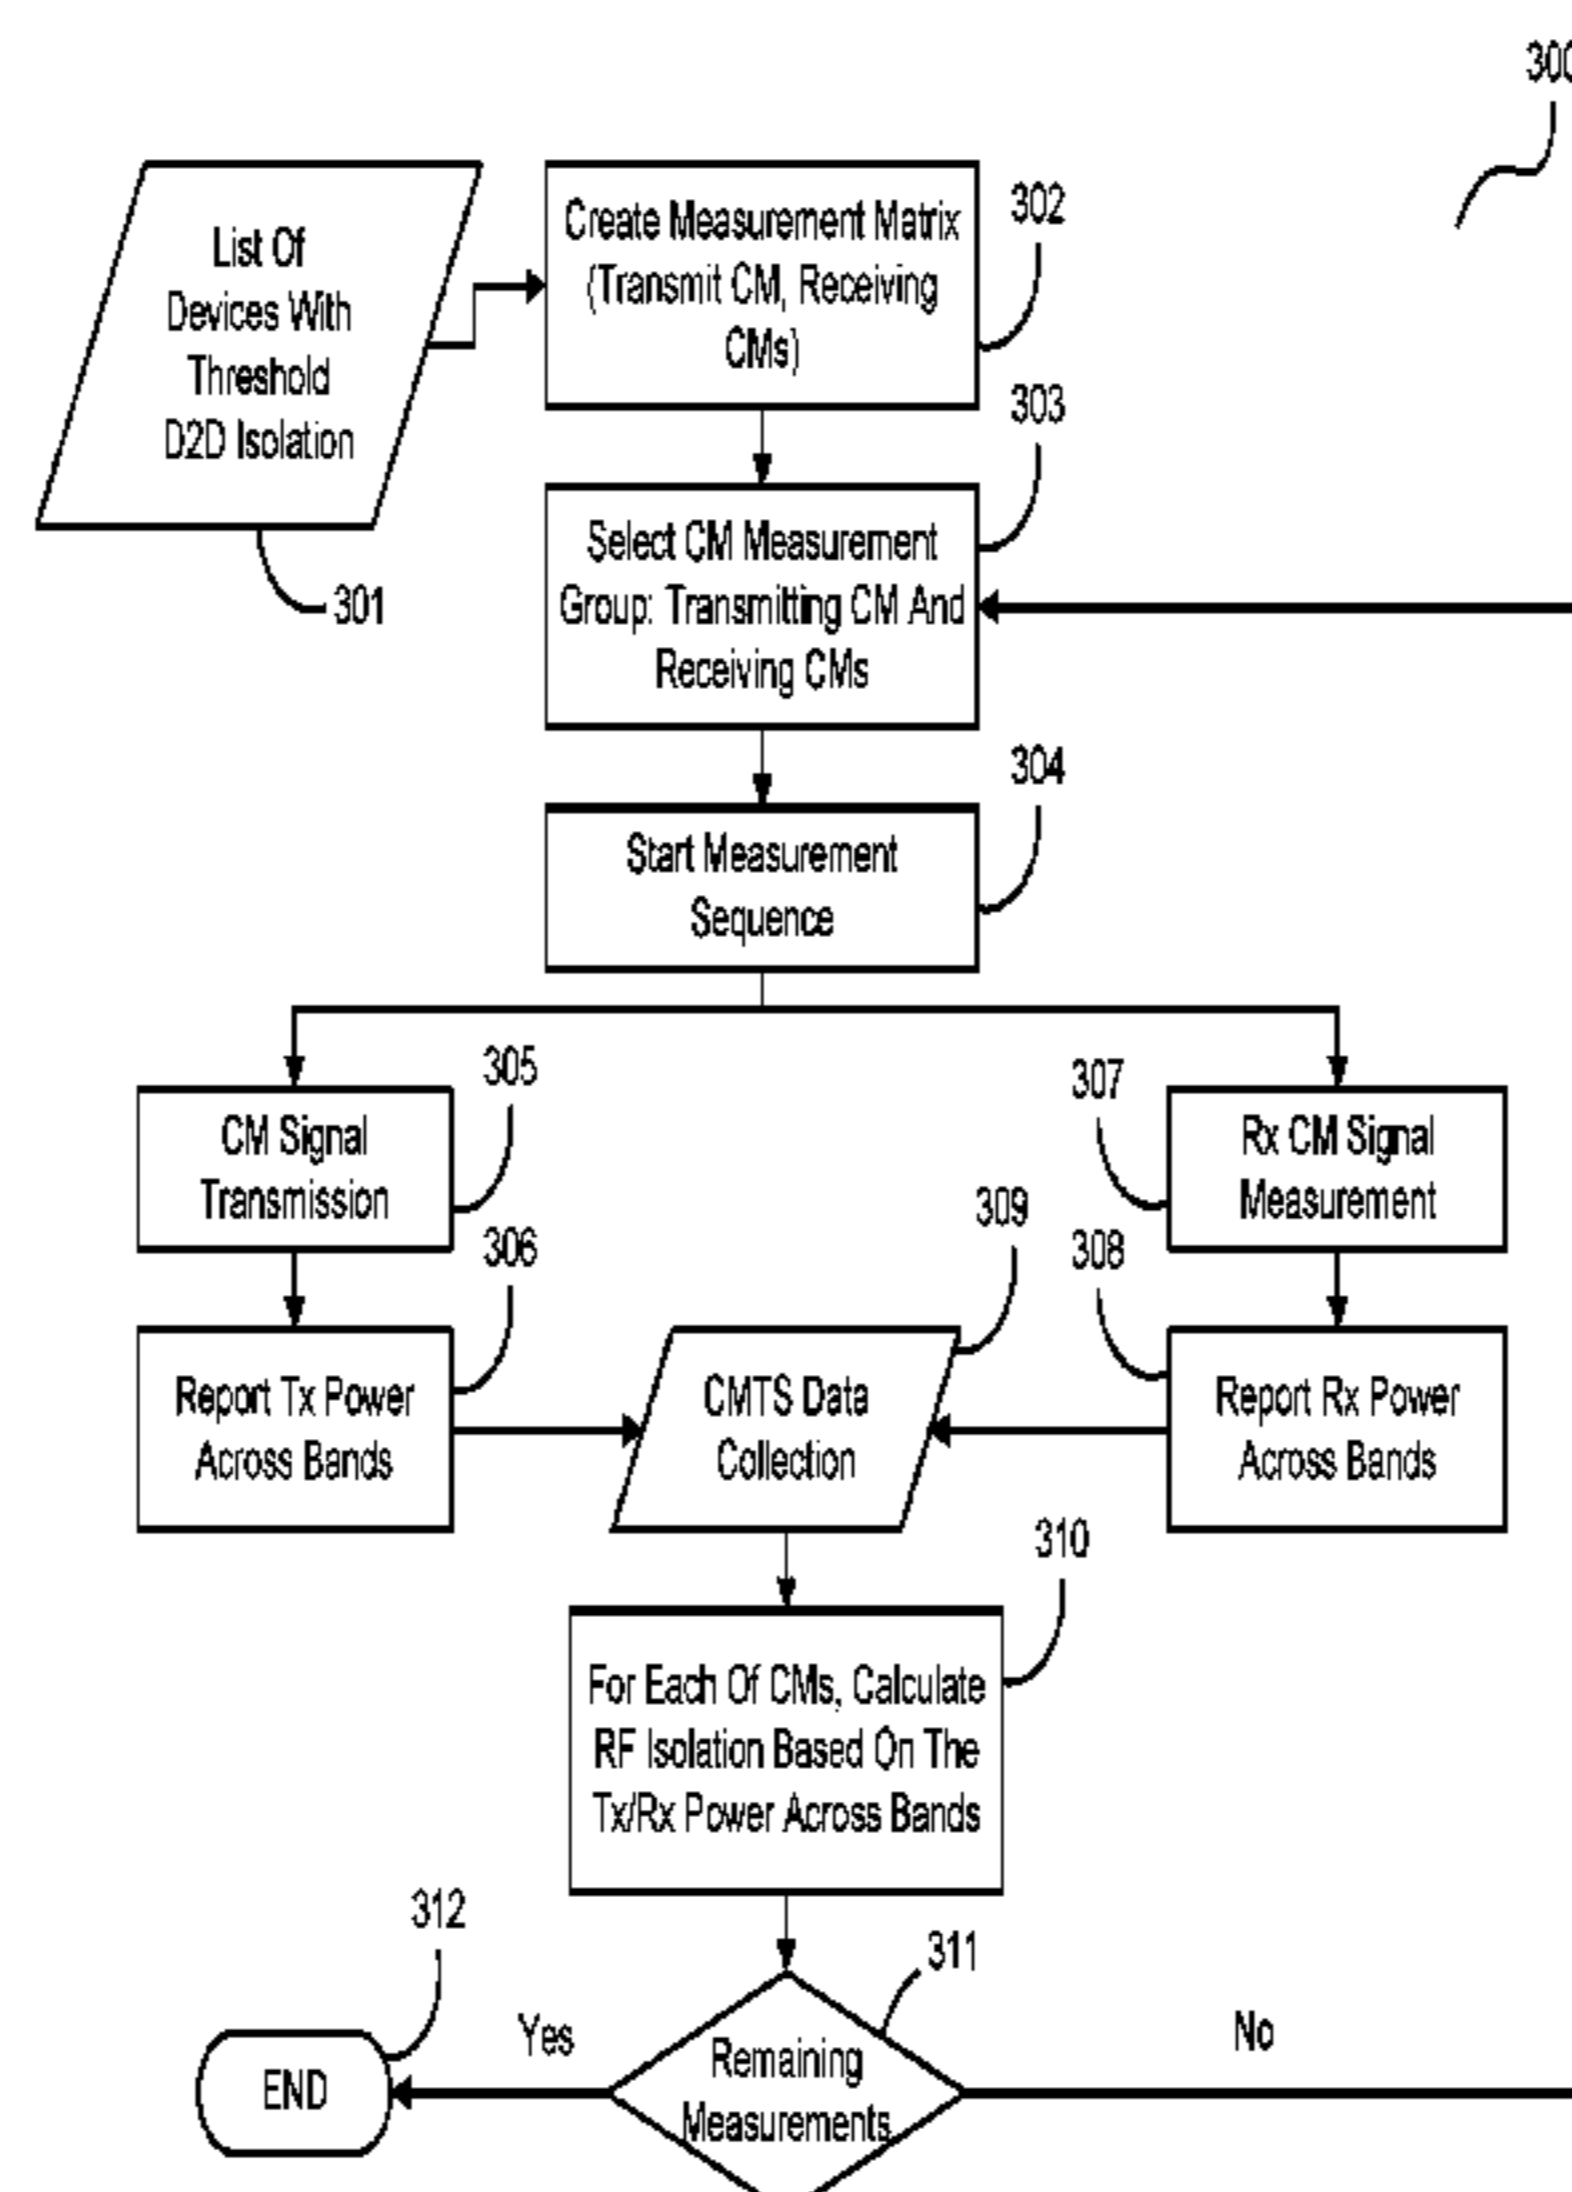 300
List Of
Devices With
Threshold
D2D Isolation
301
Create Measurement Matrix
(Transmit CM, Receiving
CMs)
302
303
Select CM Measurement
Group: Transmitting CM And
Receiving CMs
304
Start Measurement
Sequence
305
CM Signal
Transmission
307
Rx CM Signal
Measurement
306
Report Tx Power
Across Bands
309
CMTS Data
Collection
308
Report Rx Power
Across Bands
310
For Each Of CMs, Calculate
RF Isolation Based On The
Tx/Rx Power Across Bands
312
END
Yes
311
Remaining
Measurements
No